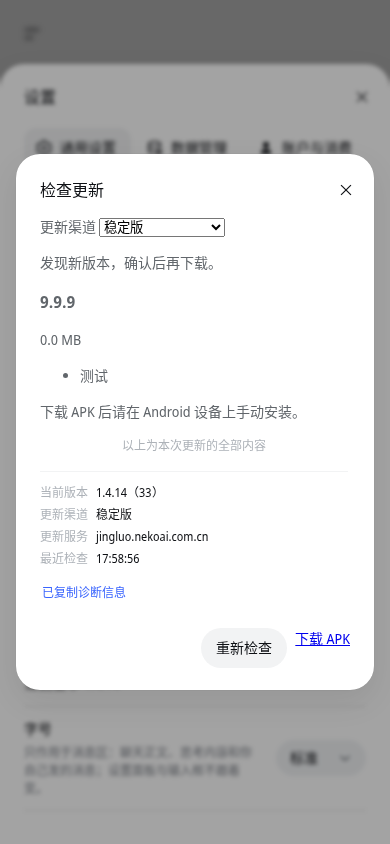 设置
通用设置 数据管理 账户与消费
检查更新
更新渠道 稳定版
发现新版本，确认后再下载。
9.9.9
0.0 MB
• 测试
下载 APK 后请在 Android 设备上手动安装。
以上为本次更新的全部内容
当前版本 1.4.14（33）
更新渠道 稳定版
更新服务 jingluo.nekoai.com.cn
最近检查 17:58:56
已复制诊断信息
重新检查 下载 APK
字号
标准